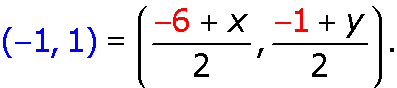 (−1, 1) = ( (−6 + x)/2 , (−1 + y)/2 ).